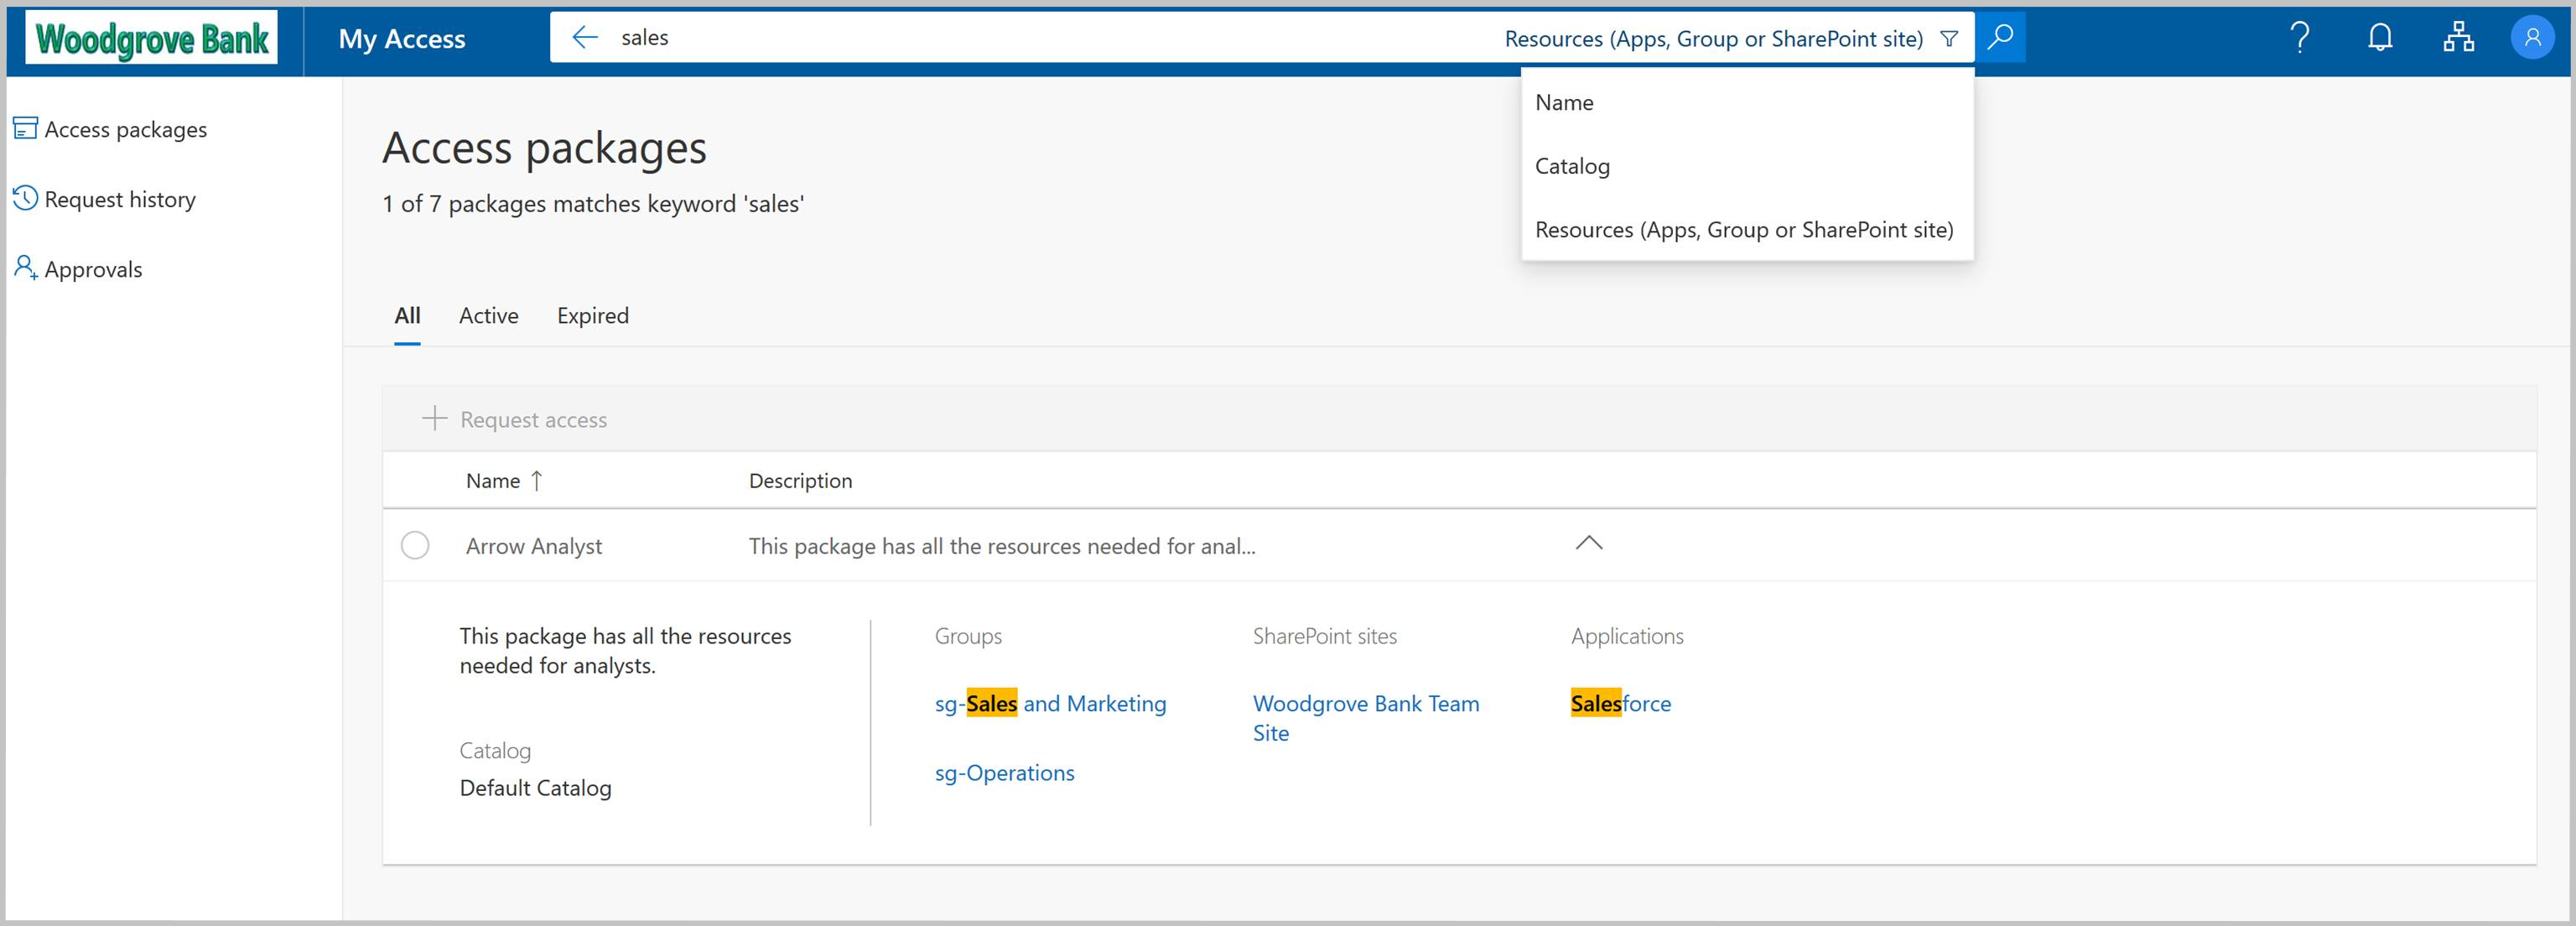 Woodgrove Bank
My Access
sales
Resources (Apps, Group or SharePoint site)
Name
Catalog
Resources (Apps, Group or SharePoint site)
Access packages
Request history
Approvals
Access packages
1 of 7 packages matches keyword 'sales'
All Active Expired
Request access
Name ↑ Description
Arrow Analyst This package has all the resources needed for anal...
This package has all the resources
needed for analysts.
Catalog
Default Catalog
Groups
sg-Sales and Marketing
sg-Operations
SharePoint sites
Woodgrove Bank Team
Site
Applications
Salesforce